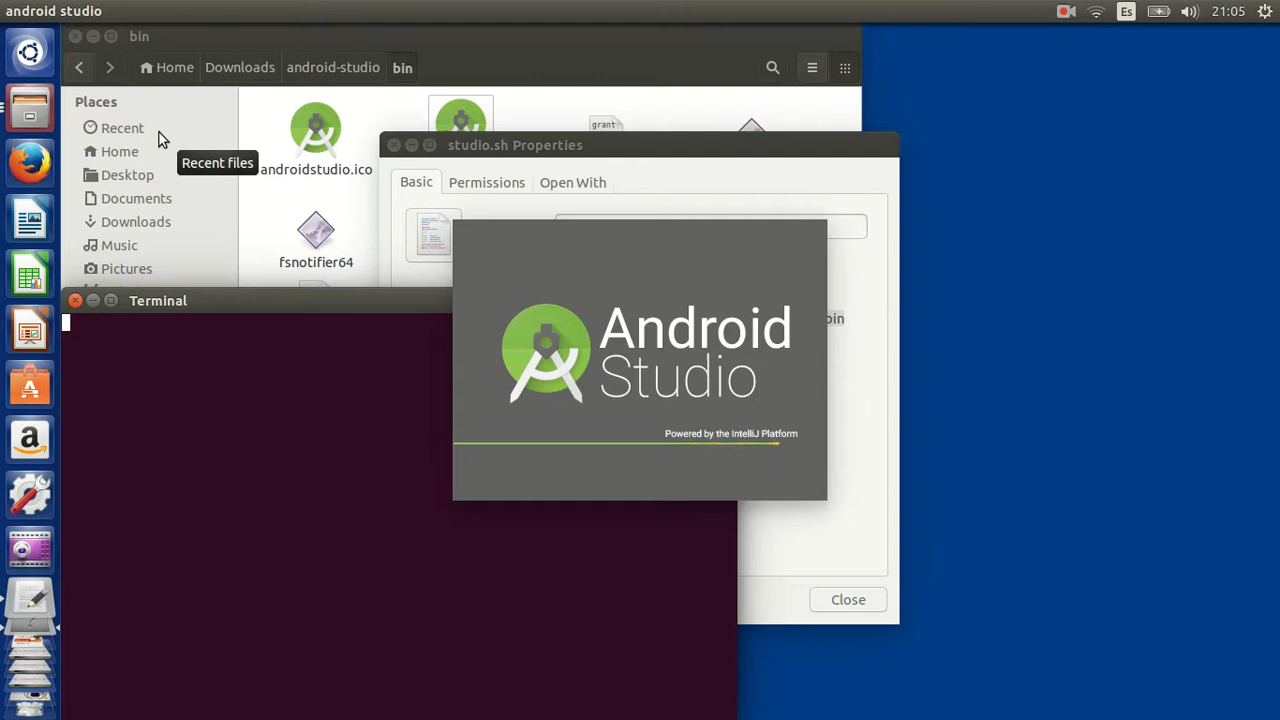 android studio
Es
21:05
bin
Home
Downloads
android-studio
bin
Places
Recent
Home
Desktop
Documents
Downloads
Music
Pictures
Recent files
androidstudio.ico
grant
fsnotifier64
studio.sh Properties
Basic
Permissions
Open With
bin
Close
Terminal
Android
Studio
Powered by the IntelliJ Platform